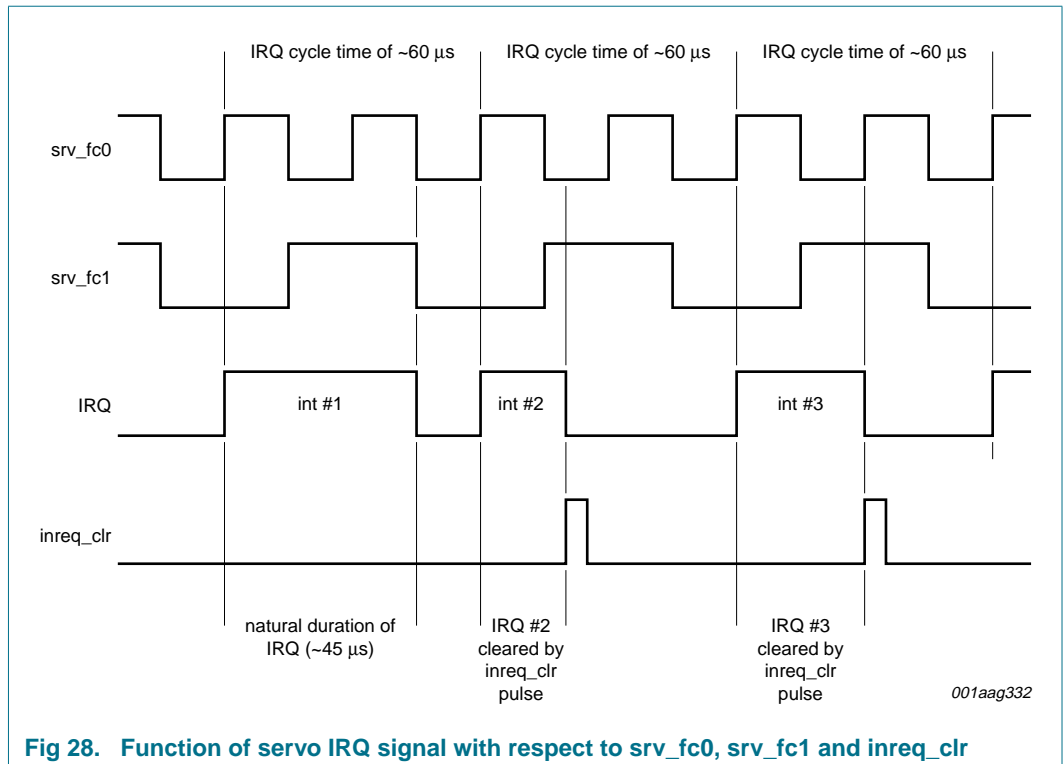 IRQ cycle time of ~60 μs IRQ cycle time of ~60 μs IRQ cycle time of ~60 μs
srv_fc0
srv_fc1
IRQ
int #1 int #2 int #3
inreq_clr
natural duration of
IRQ (~45 μs)
IRQ #2
cleared by
inreq_clr
pulse
IRQ #3
cleared by
inreq_clr
pulse
001aag332
Fig 28. Function of servo IRQ signal with respect to srv_fc0, srv_fc1 and inreq_clr